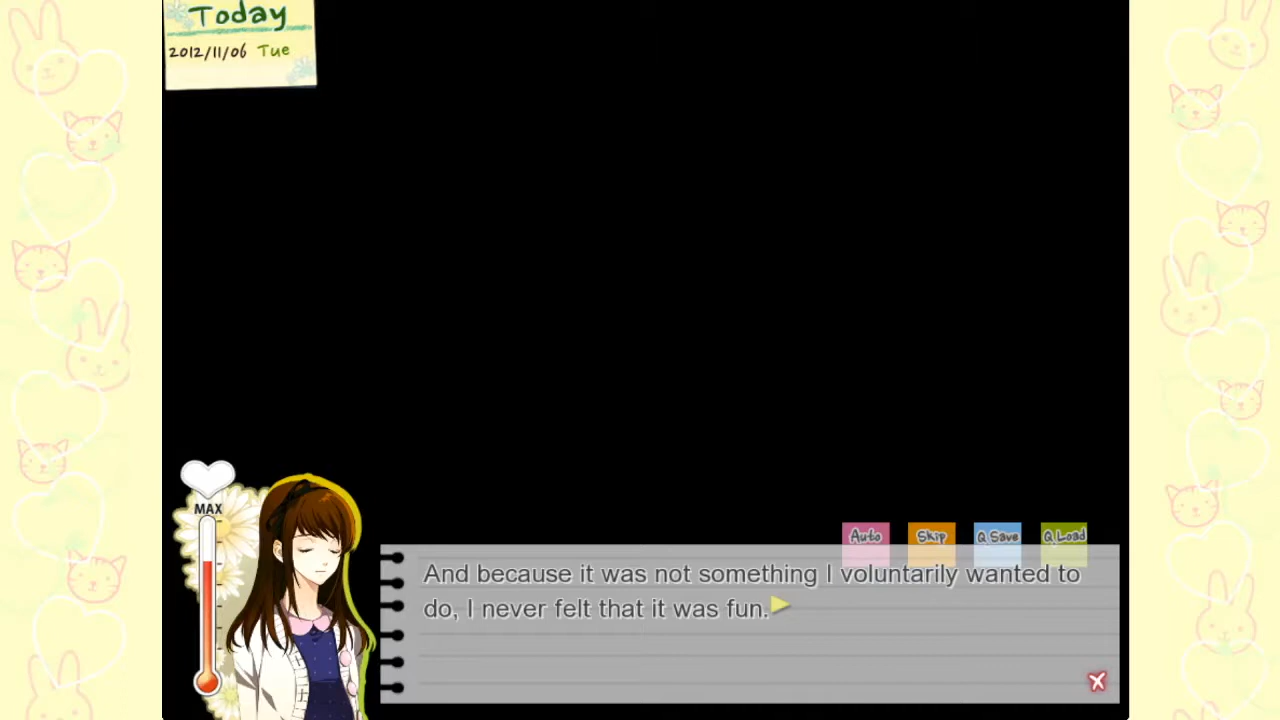 Today
2012/11/06 Tue
MAX
Auto Skip Q Save Q Load
And because it was not something I voluntarily wanted to
do, I never felt that it was fun.